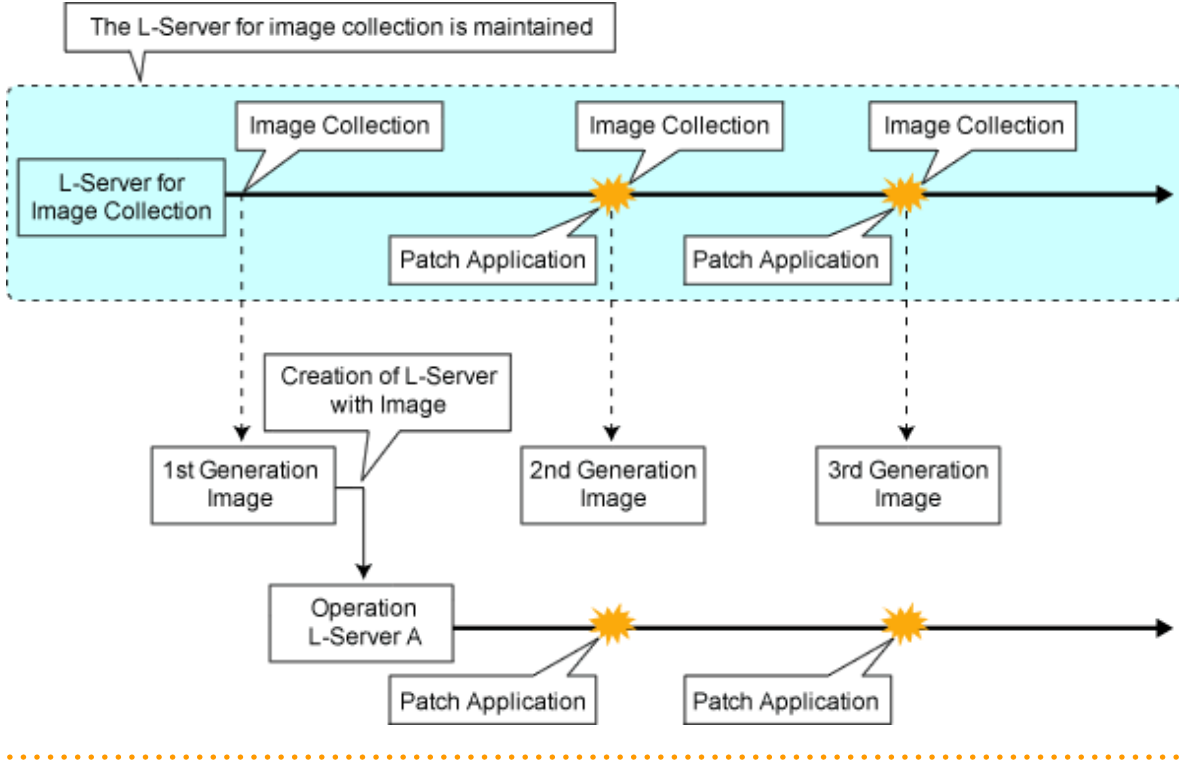 The L-Server for image collection is maintained
Image Collection
Image Collection
Image Collection
L-Server for
Image Collection
Patch Application
Patch Application
Creation of L-Server
with Image
1st Generation
Image
2nd Generation
Image
3rd Generation
Image
Operation
L-Server A
Patch Application
Patch Application